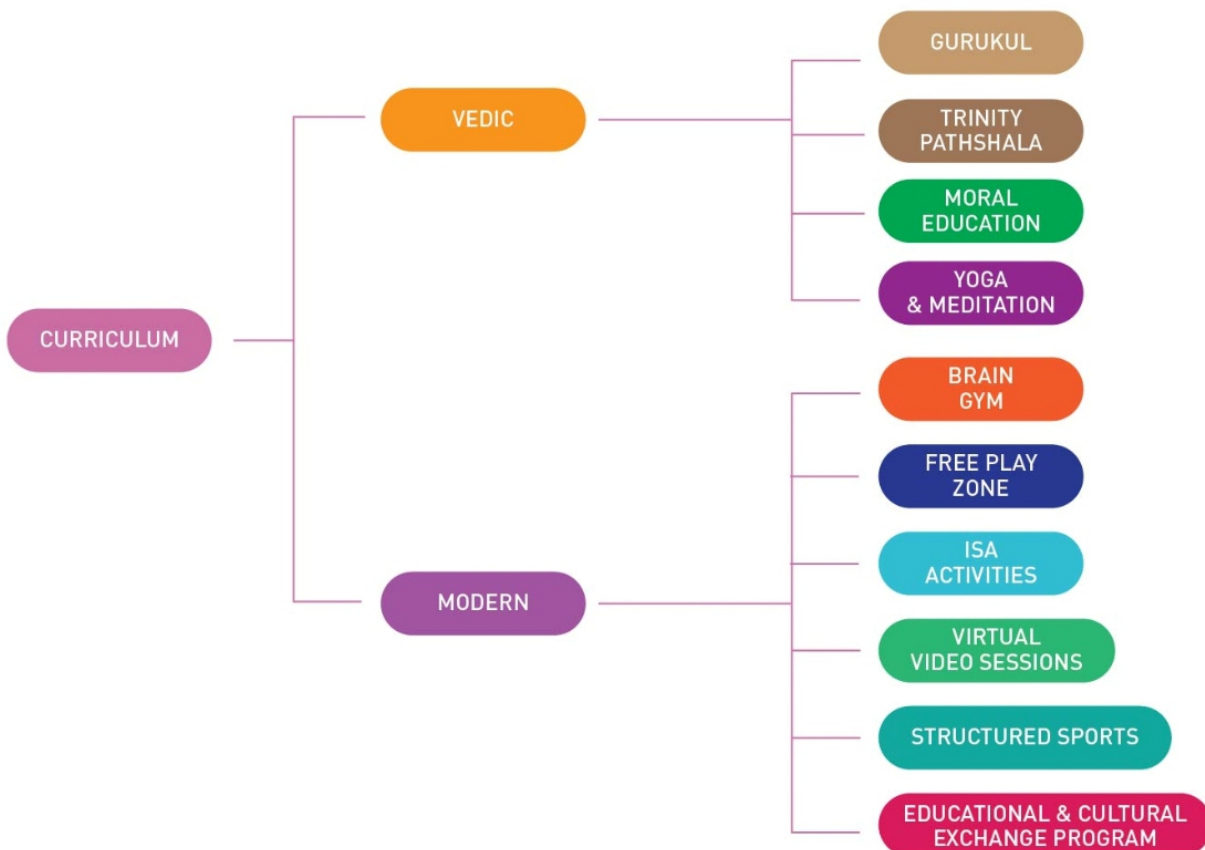 CURRICULUM
VEDIC
GURUKUL
TRINITY
PATHSHALA
MORAL
EDUCATION
YOGA
& MEDITATION
MODERN
BRAIN
GYM
FREE PLAY
ZONE
ISA
ACTIVITIES
VIRTUAL
VIDEO SESSIONS
STRUCTURED SPORTS
EDUCATIONAL & CULTURAL
EXCHANGE PROGRAM